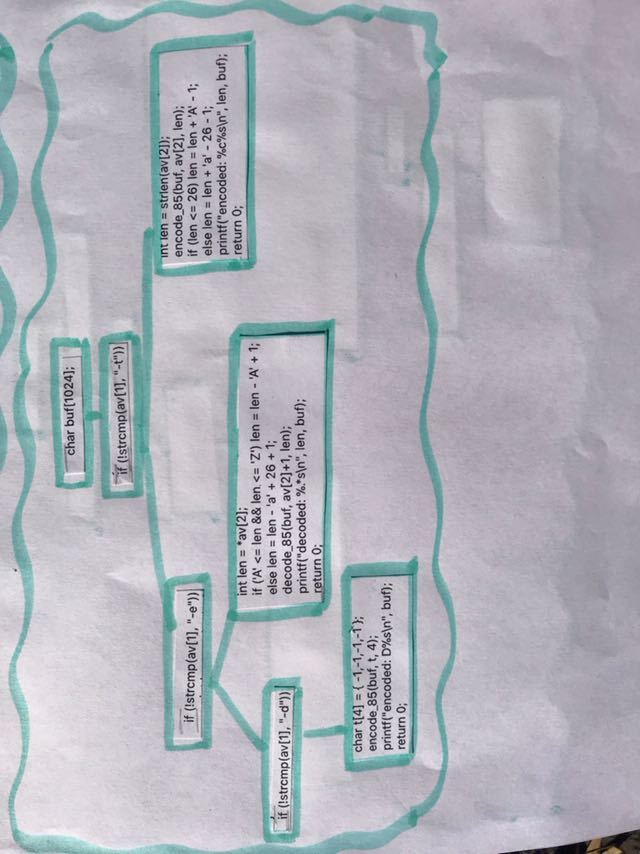 char buf[1024];
if (!strcmp(av[1], "-t"))
if (!strcmp(av[1], "-e"))
int len = strlen(av[2]);
encode_85(buf, av[2], len);
if (len <= 26) len = len + 'A' - 1;
else len = len + 'a' - 26 - 1;
printf("encoded: %c%s\n", len, buf);
return 0;
if (!strcmp(av[1], "-d"))
int len = *av[2];
if ('A' <= len && len <= 'Z') len = len - 'A' + 1;
else len = len - 'a' + 26 + 1;
decode_85(buf, av[2]+1, len);
printf("decoded: %.*s\n", len, buf);
return 0;
char t[4] = { -1,-1,-1,-1 };
encode_85(buf, t, 4);
printf("encoded: D%s\n", buf);
return 0;